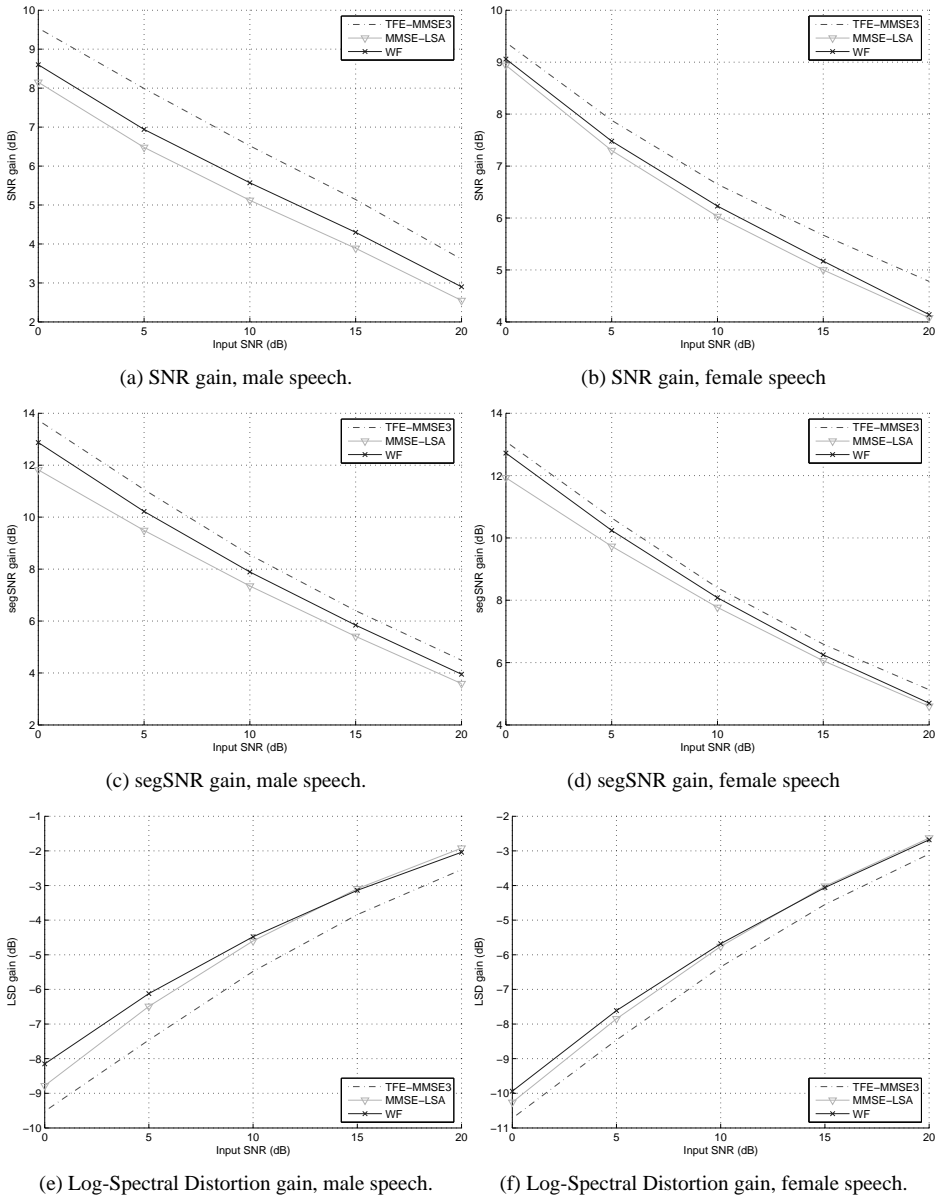 10
9
8
7
6
5
4
3
2
0 5 10 15 20
SNR gain (dB)
Input SNR (dB)
TFE−MMSE3
MMSE−LSA
WF
(a) SNR gain, male speech.
10
9
8
7
6
5
4
0 5 10 15 20
SNR gain (dB)
Input SNR (dB)
TFE−MMSE3
MMSE−LSA
WF
(b) SNR gain, female speech
14
12
10
8
6
4
2
0 5 10 15 20
segSNR gain (dB)
Input SNR (dB)
TFE−MMSE3
MMSE−LSA
WF
(c) segSNR gain, male speech.
14
12
10
8
6
4
0 5 10 15 20
segSNR gain (dB)
Input SNR (dB)
TFE−MMSE3
MMSE−LSA
WF
(d) segSNR gain, female speech
−1
−2
−3
−4
−5
−6
−7
−8
−9
−10
0 5 10 15 20
LSD gain (dB)
Input SNR (dB)
TFE−MMSE3
MMSE−LSA
WF
(e) Log-Spectral Distortion gain, male speech.
−2
−3
−4
−5
−6
−7
−8
−9
−10
−11
0 5 10 15 20
LSD gain (dB)
Input SNR (dB)
TFE−MMSE3
MMSE−LSA
WF
(f) Log-Spectral Distortion gain, female speech.